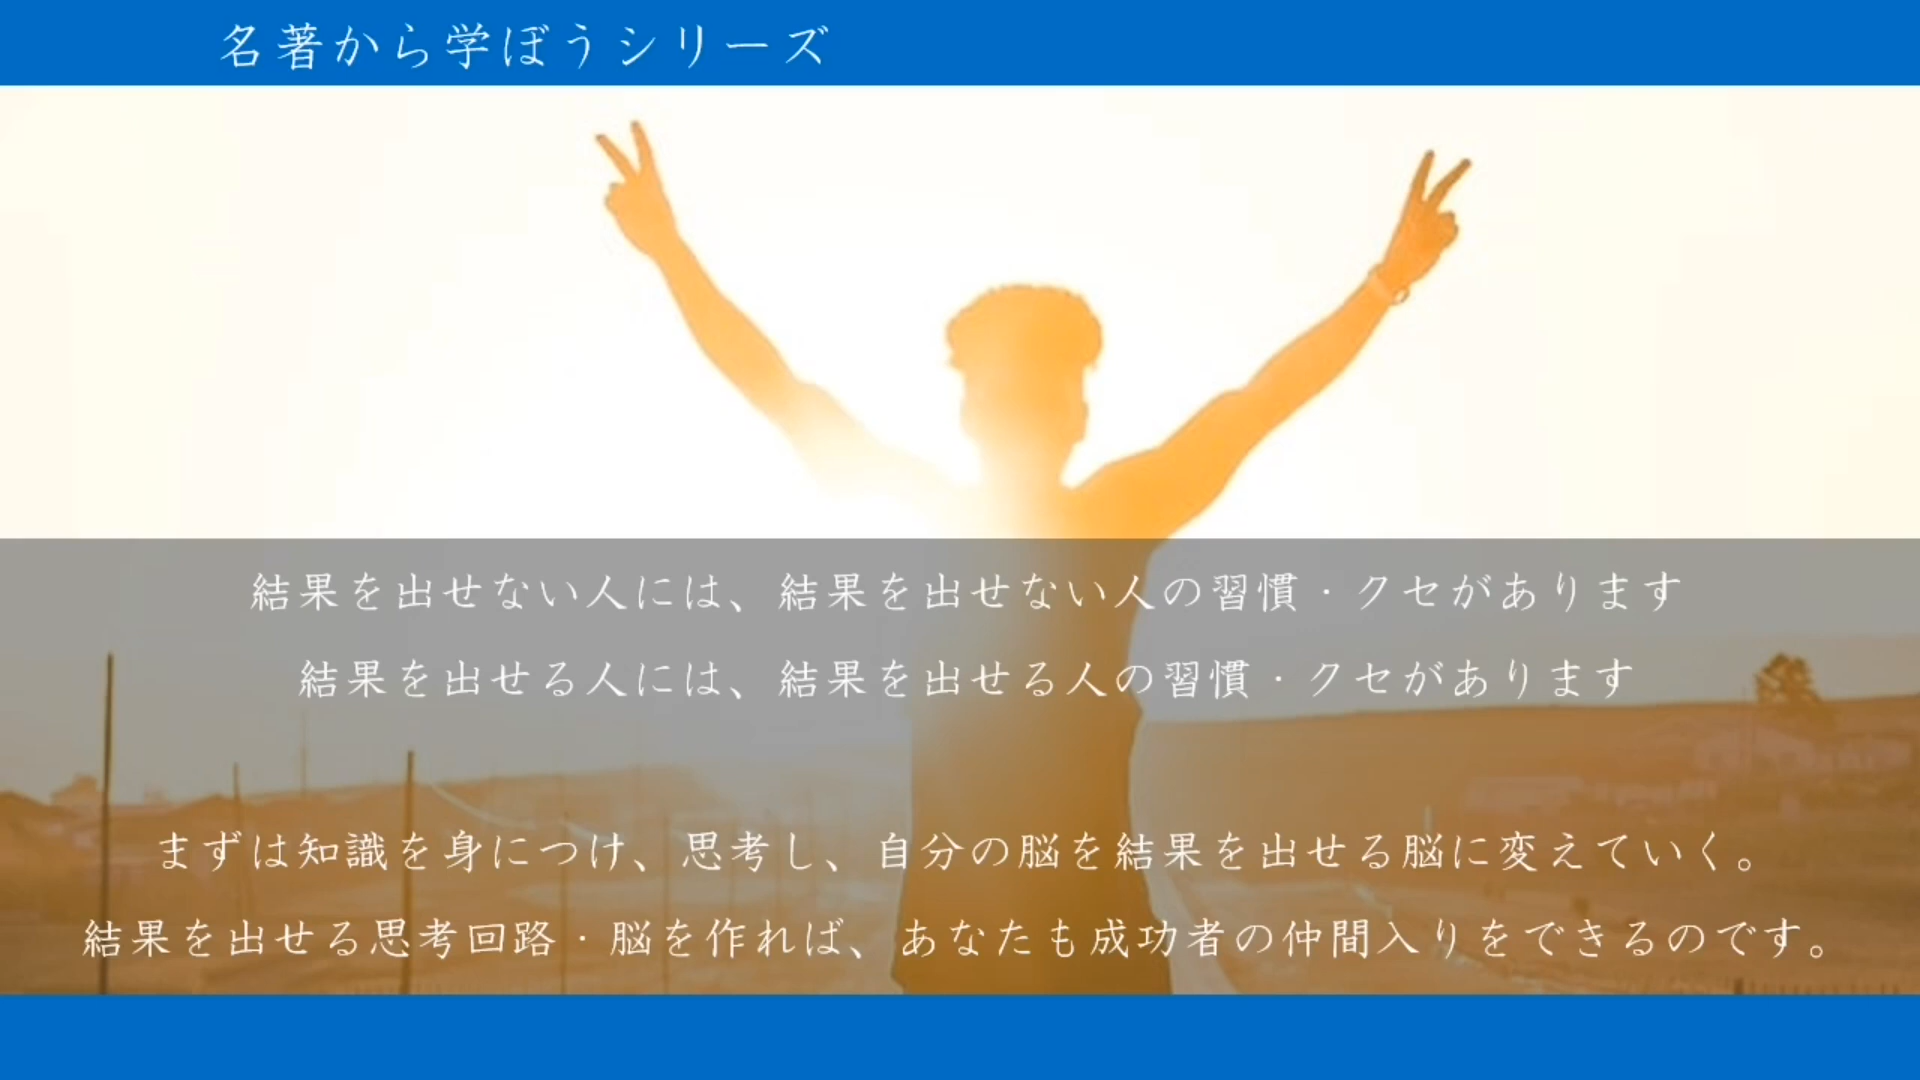 名著から学ぼうシリーズ
結果を出せない人には、結果を出せない人の習慣・クセがあります
結果を出せる人には、結果を出せる人の習慣・クセがあります
まずは知識を身につけ、思考し、自分の脳を結果を出せる脳に変えていく。
結果を出せる思考回路・脳を作れば、あなたも成功者の仲間入りをできるのです。